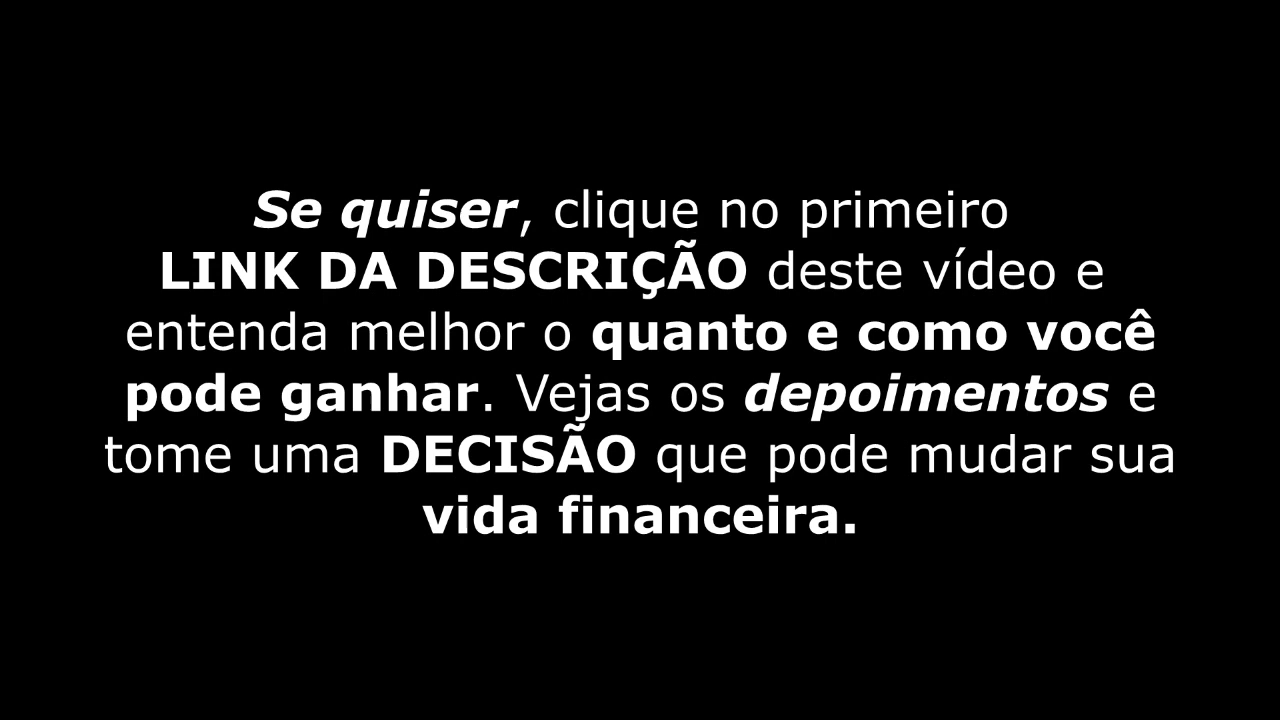 Se quiser, clique no primeiro
LINK DA DESCRIÇÃO deste vídeo e
entenda melhor o quanto e como você
pode ganhar. Vejas os depoimentos e
tome uma DECISÃO que pode mudar sua
vida financeira.